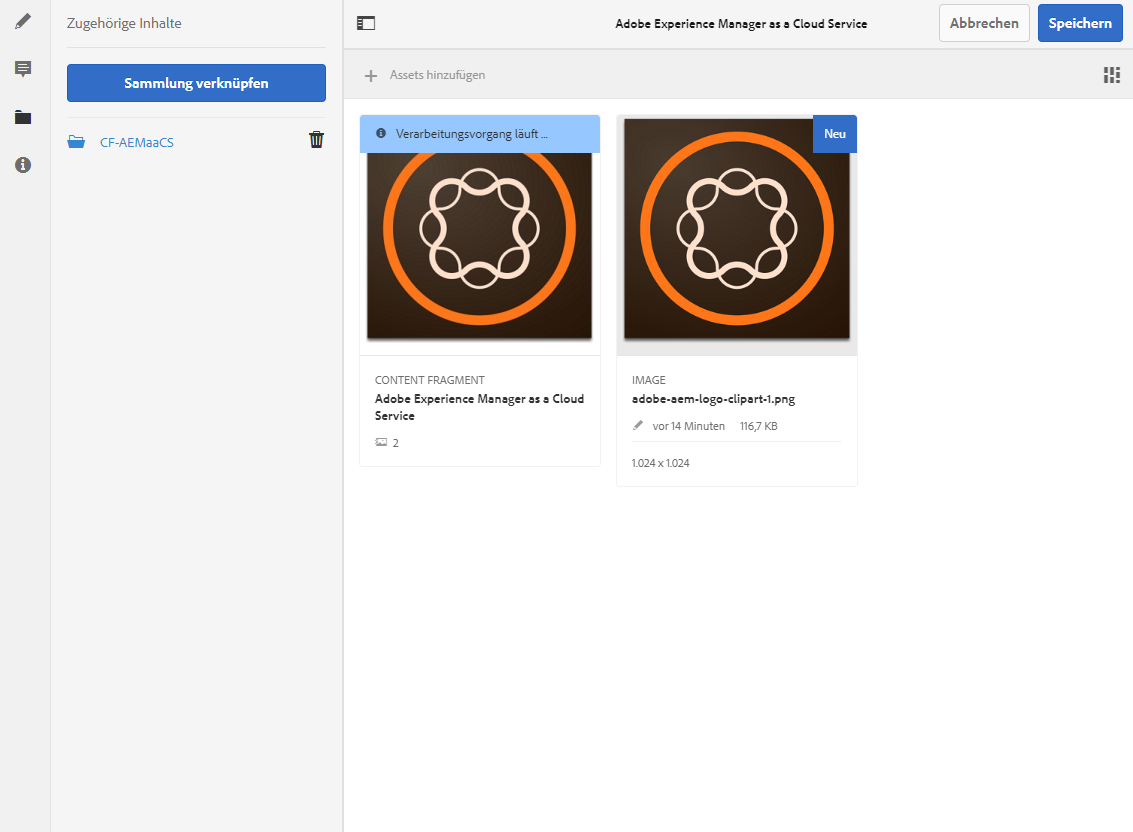 Zugehörige Inhalte
Sammlung verknüpfen
CF-AEMaaCS
Adobe Experience Manager as a Cloud Service
Abbrechen
Speichern
Assets hinzufügen
Verarbeitungsvorgang läuft ...
CONTENT FRAGMENT
Adobe Experience Manager as a Cloud
Service
2
Neu
IMAGE
adobe-aem-logo-clipart-1.png
vor 14 Minuten 116,7 KB
1.024 x 1.024